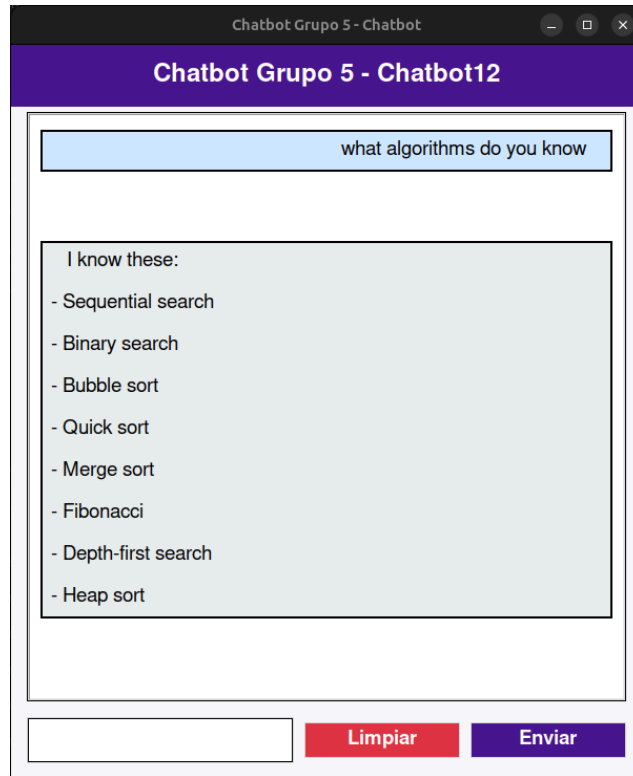 Chatbot Grupo 5 - Chatbot
Chatbot Grupo 5 - Chatbot12
what algorithms do you know
I know these:
- Sequential search
- Binary search
- Bubble sort
- Quick sort
- Merge sort
- Fibonacci
- Depth-first search
- Heap sort
Limpiar
Enviar